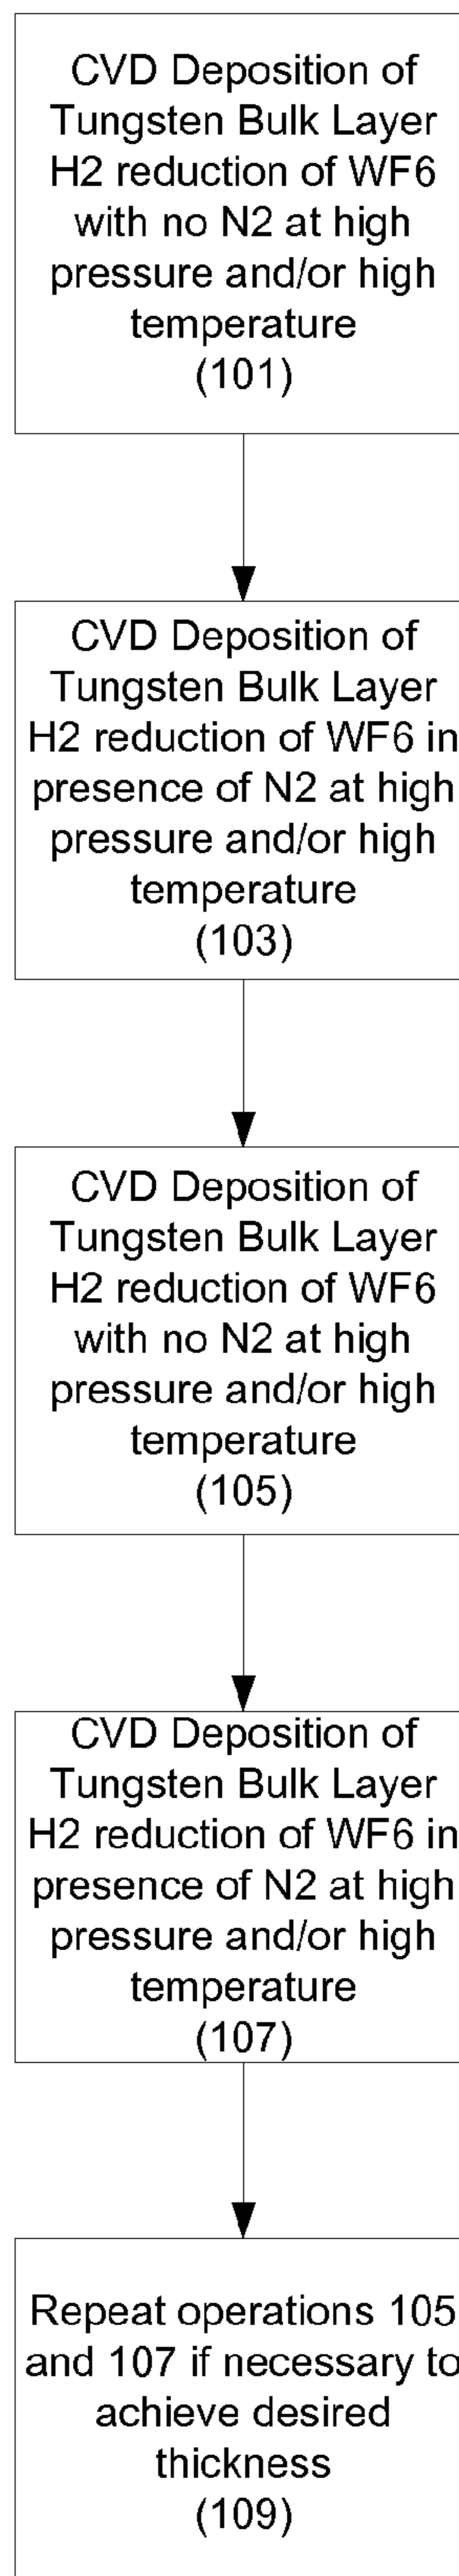 CVD Deposition of
Tungsten Bulk Layer
H2 reduction of WF6
with no N2 at high
pressure and/or high
temperature
(101)
CVD Deposition of
Tungsten Bulk Layer
H2 reduction of WF6 in
presence of N2 at high
pressure and/or high
temperature
(103)
CVD Deposition of
Tungsten Bulk Layer
H2 reduction of WF6
with no N2 at high
pressure and/or high
temperature
(105)
CVD Deposition of
Tungsten Bulk Layer
H2 reduction of WF6 in
presence of N2 at high
pressure and/or high
temperature
(107)
Repeat operations 105
and 107 if necessary to
achieve desired
thickness
(109)